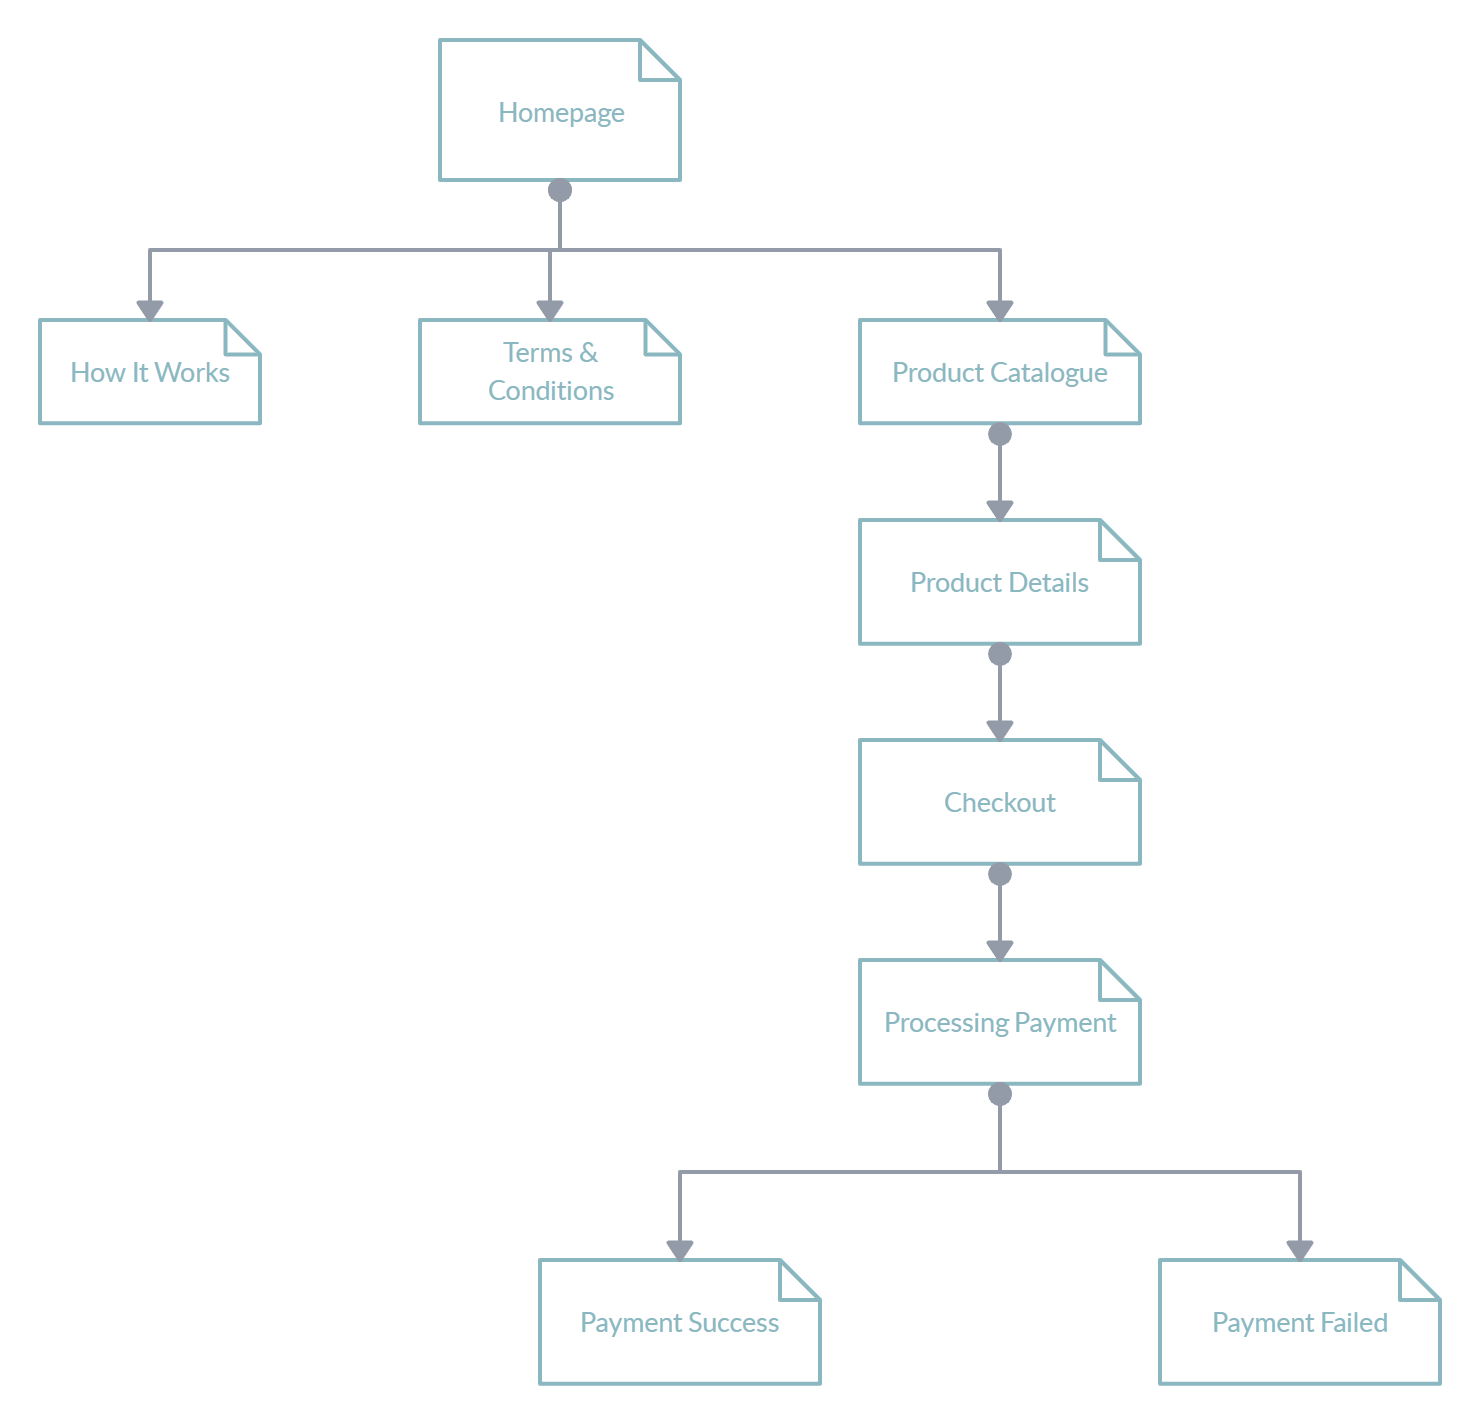 Homepage
How It Works
Terms &
Conditions
Product Catalogue
Product Details
Checkout
Processing Payment
Payment Success
Payment Failed